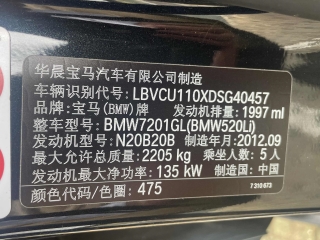 华晨宝马汽车有限公司制造
车辆识别代号: LBVCU110XDSG40457
品牌: 宝马(BMW)牌 发动机排量: 1997 ml
整车型号: BMW7201GL(BMW520Li)
发动机型号: N20B20B 制造年月: 2012.09
最大允许总质量: 2205 kg 乘坐人数: 5人
发动机最大净功率: 135 kW 制造国: 中国
颜色代码/色圈: 475 7 310 673